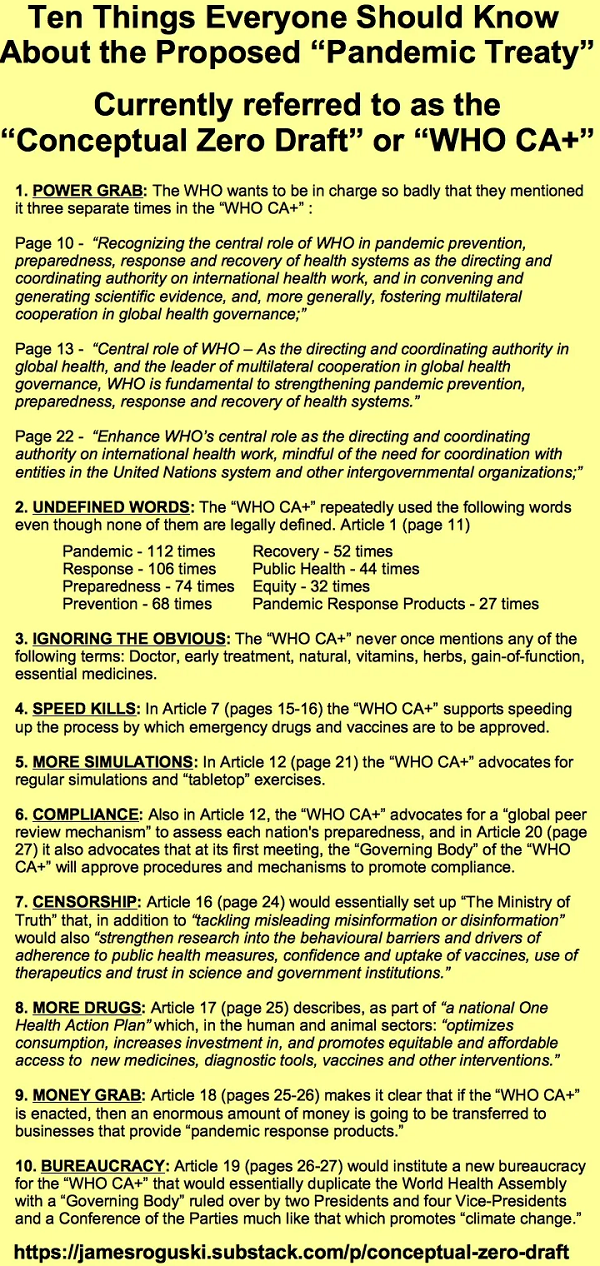 Ten Things Everyone Should Know
About the Proposed “Pandemic Treaty”
Currently referred to as the
“Conceptual Zero Draft” or “WHO CA+”
1. POWER GRAB: The WHO wants to be in charge so badly that they mentioned
it three separate times in the “WHO CA+” :
Page 10 - “Recognizing the central role of WHO in pandemic prevention,
preparedness, response and recovery of health systems as the directing and
coordinating authority on international health work, and in convening and
generating scientific evidence, and, more generally, fostering multilateral
cooperation in global health governance;”
Page 13 - “Central role of WHO – As the directing and coordinating authority in
global health, and the leader of multilateral cooperation in global health
governance, WHO is fundamental to strengthening pandemic prevention,
preparedness, response and recovery of health systems.”
Page 22 - “Enhance WHO’s central role as the directing and coordinating
authority on international health work, mindful of the need for coordination with
entities in the United Nations system and other intergovernmental organizations;”
2. UNDEFINED WORDS: The “WHO CA+” repeatedly used the following words
even though none of them are legally defined. Article 1 (page 11)
Pandemic - 112 times Recovery - 52 times
Response - 106 times Public Health - 44 times
Preparedness - 74 times Equity - 32 times
Prevention - 68 times Pandemic Response Products - 27 times
3. IGNORING THE OBVIOUS: The “WHO CA+” never once mentions any of the
following terms: Doctor, early treatment, natural, vitamins, herbs, gain-of-function,
essential medicines.
4. SPEED KILLS: In Article 7 (pages 15-16) the “WHO CA+” supports speeding
up the process by which emergency drugs and vaccines are to be approved.
5. MORE SIMULATIONS: In Article 12 (page 21) the “WHO CA+” advocates for
regular simulations and “tabletop” exercises.
6. COMPLIANCE: Also in Article 12, the “WHO CA+” advocates for a “global peer
review mechanism” to assess each nation's preparedness, and in Article 20 (page
27) it also advocates that at its first meeting, the “Governing Body” of the “WHO
CA+” will approve procedures and mechanisms to promote compliance.
7. CENSORSHIP: Article 16 (page 24) would essentially set up “The Ministry of
Truth” that, in addition to “tackling misleading misinformation or disinformation”
would also “strengthen research into the behavioural barriers and drivers of
adherence to public health measures, confidence and uptake of vaccines, use of
therapeutics and trust in science and government institutions.”
8. MORE DRUGS: Article 17 (page 25) describes, as part of “a national One
Health Action Plan” which, in the human and animal sectors: “optimizes
consumption, increases investment in, and promotes equitable and affordable
access to new medicines, diagnostic tools, vaccines and other interventions.”
9. MONEY GRAB: Article 18 (pages 25-26) makes it clear that if the “WHO CA+”
is enacted, then an enormous amount of money is going to be transferred to
businesses that provide “pandemic response products.”
10. BUREAUCRACY: Article 19 (pages 26-27) would institute a new bureaucracy
for the “WHO CA+” that would essentially duplicate the World Health Assembly
with a “Governing Body” ruled over by two Presidents and four Vice-Presidents
and a Conference of the Parties much like that which promotes “climate change.”
https://jamesroguski.substack.com/p/conceptual-zero-draft